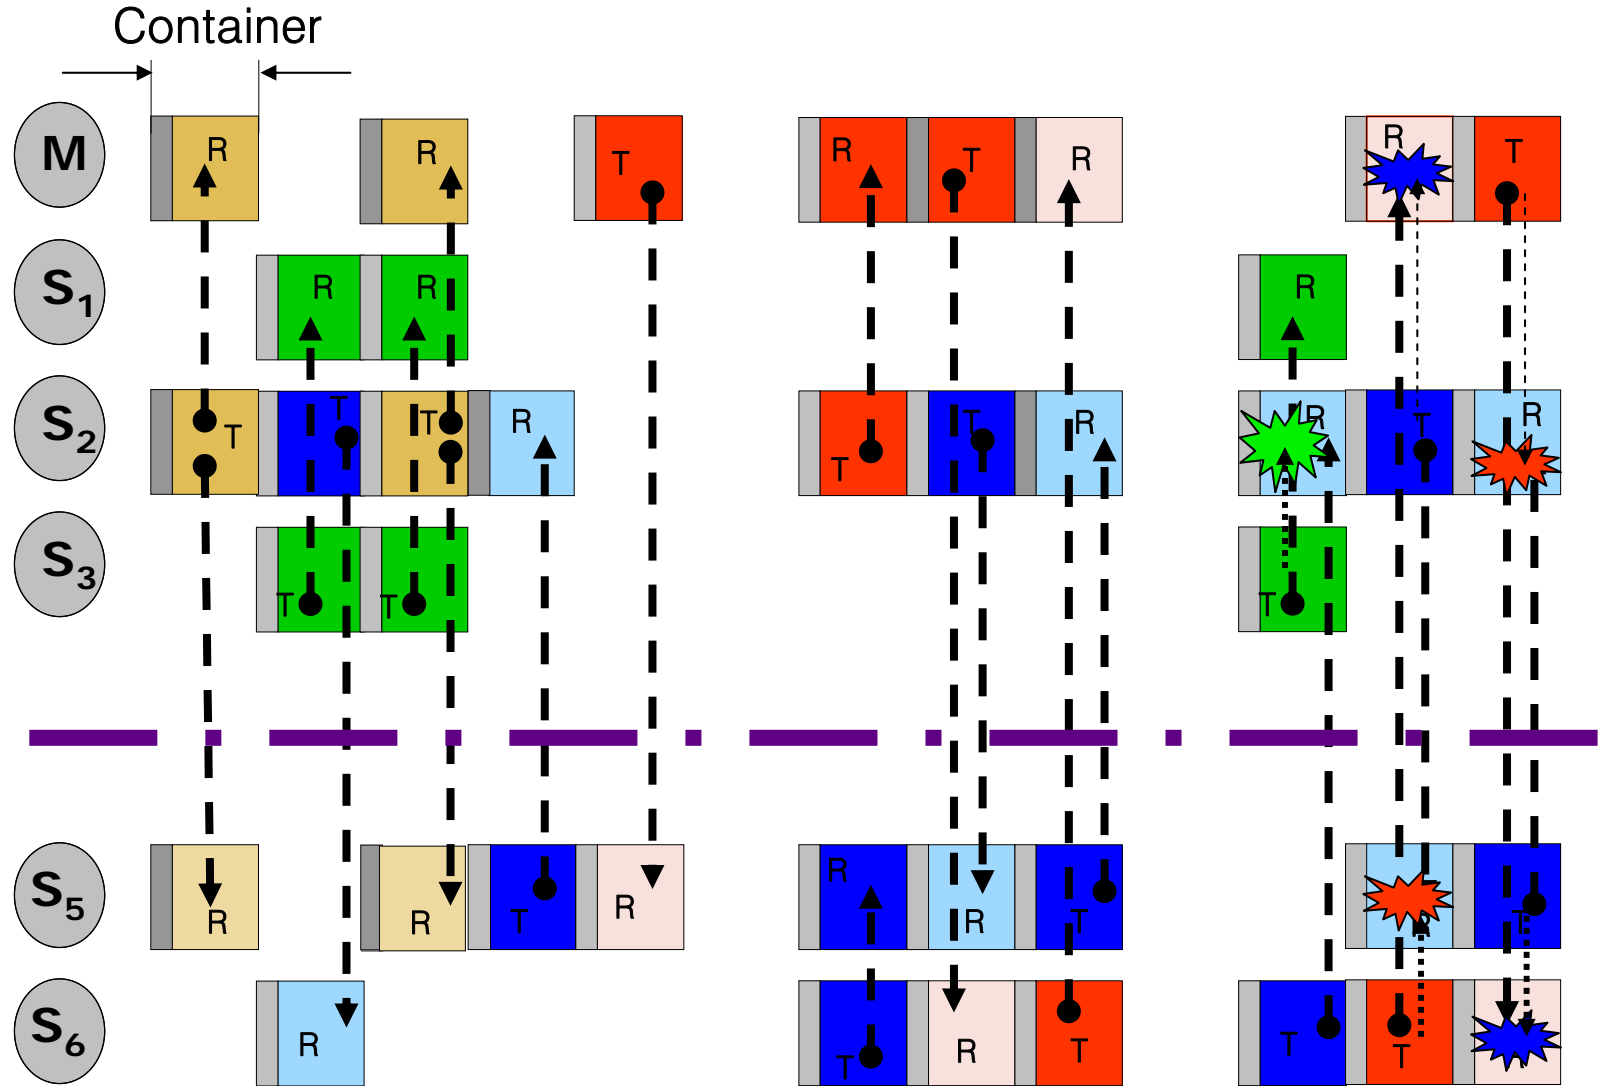 Container
M R R T R T R R T
S1 R R R
S2 T T T R T T R R T R
S3 T T T
S5 R R T R R R T R T
S6 R T R T T T